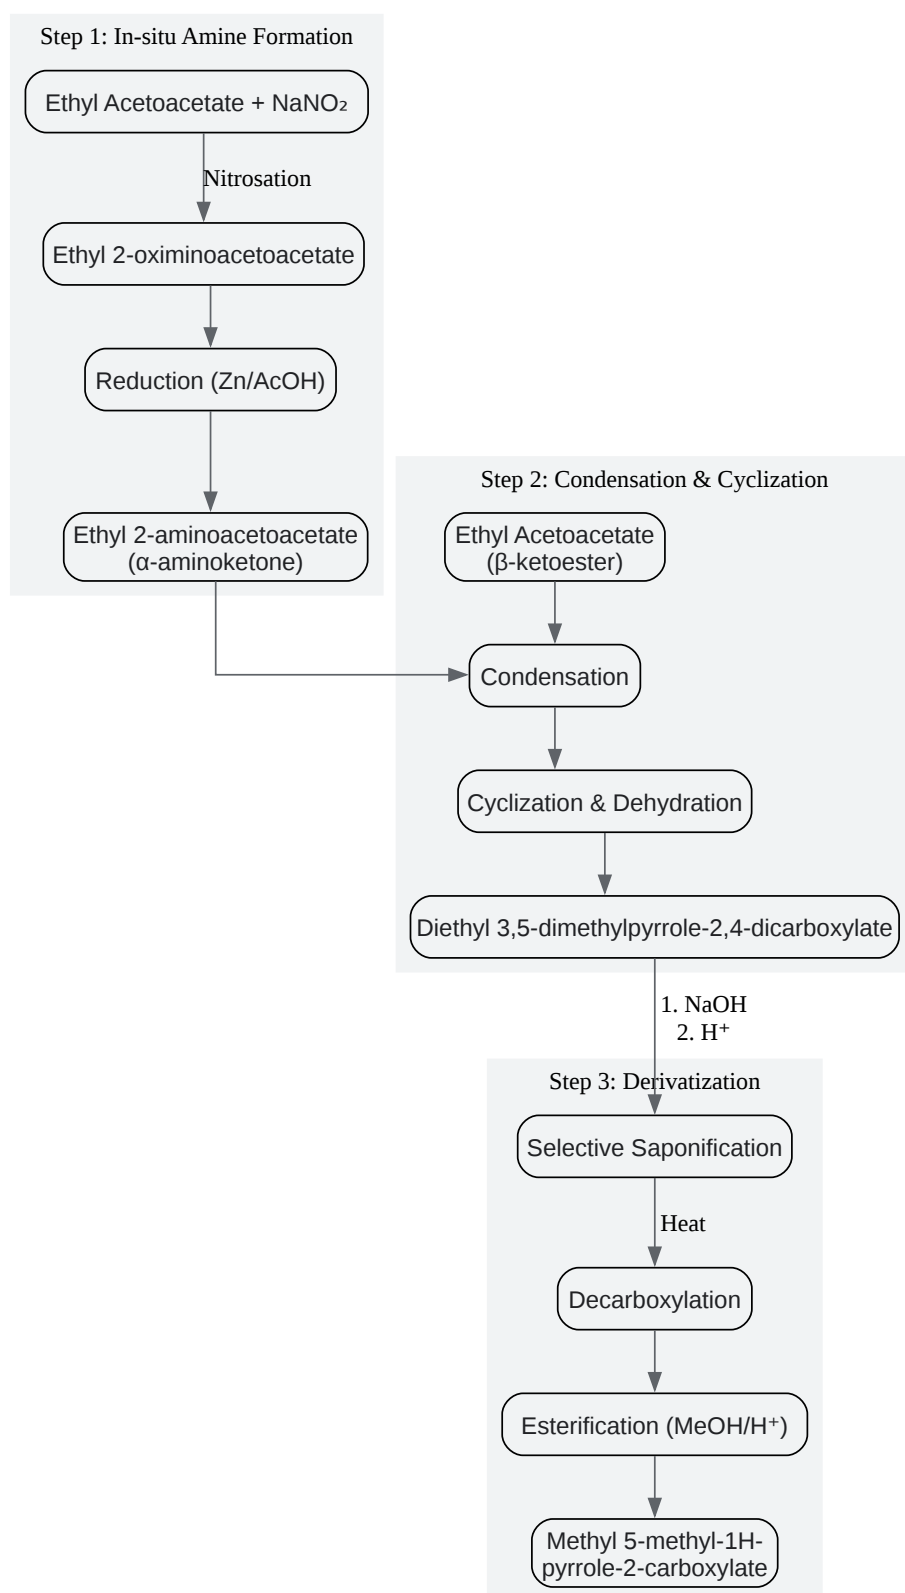 Step 1: In-situ Amine Formation
Ethyl Acetoacetate + NaNO₂
Nitrosation
Ethyl 2-oximinoacetoacetate
Reduction (Zn/AcOH)
Ethyl 2-aminoacetoacetate
(α-aminoketone)
Step 2: Condensation & Cyclization
Ethyl Acetoacetate
(β-ketoester)
Condensation
Cyclization & Dehydration
Diethyl 3,5-dimethylpyrrole-2,4-dicarboxylate
1. NaOH
2. H⁺
Step 3: Derivatization
Selective Saponification
Heat
Decarboxylation
Esterification (MeOH/H⁺)
Methyl 5-methyl-1H-
pyrrole-2-carboxylate